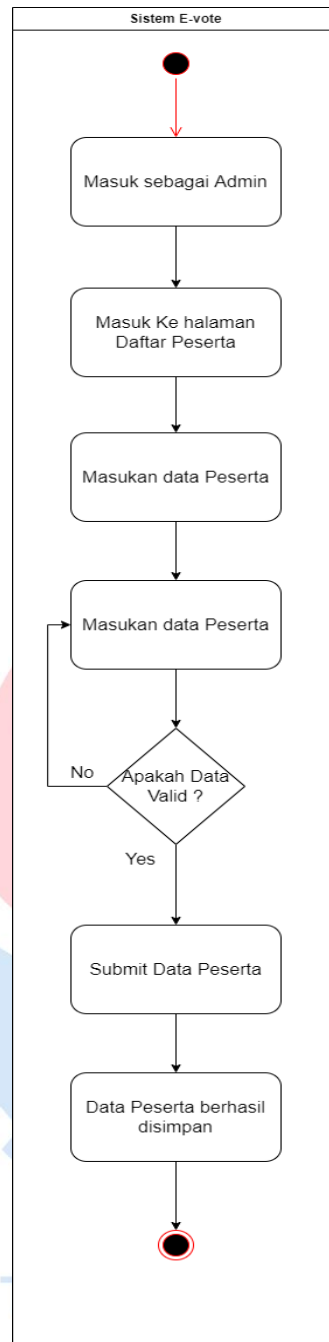 Sistem E-vote
Masuk sebagai Admin
Masuk Ke halaman
Daftar Peserta
Masukan data Peserta
Masukan data Peserta
No
Apakah Data
Valid ?
Yes
Submit Data Peserta
Data Peserta berhasil
disimpan